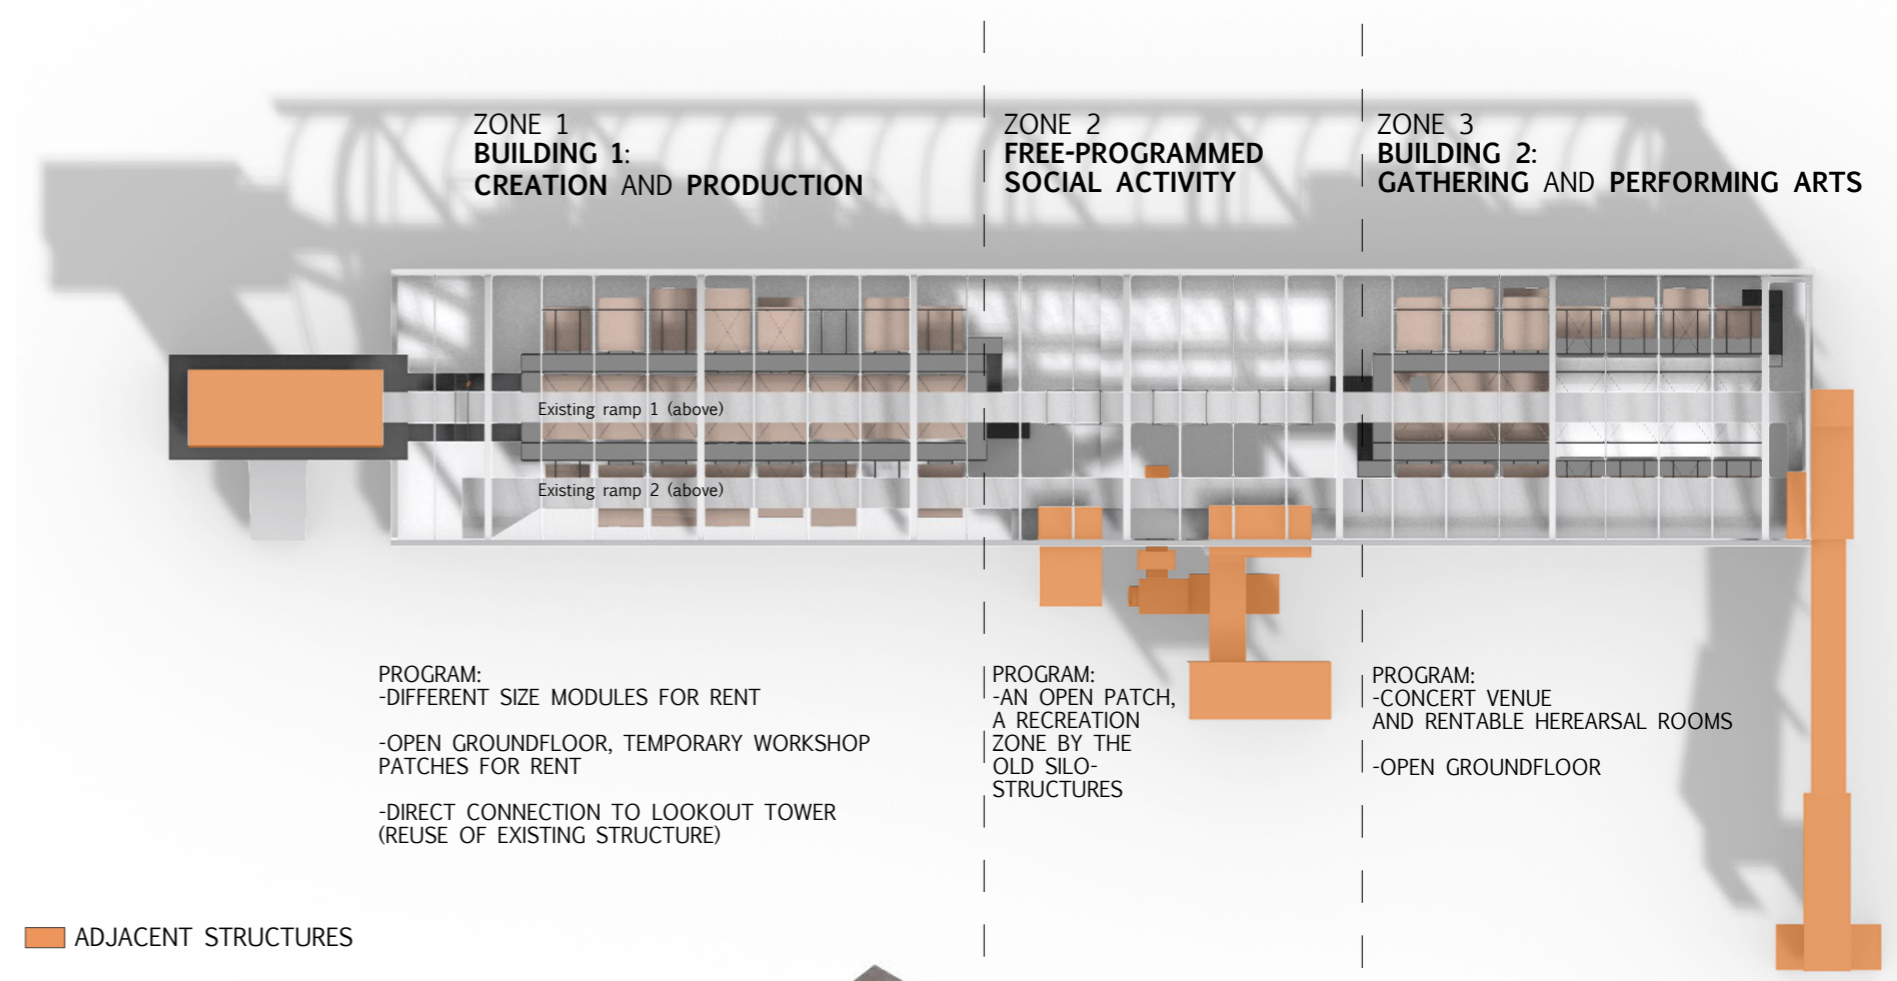 ZONE 1
BUILDING 1:
CREATION AND PRODUCTION
ZONE 2
FREE-PROGRAMMED
SOCIAL ACTIVITY
ZONE 3
BUILDING 2:
GATHERING AND PERFORMING ARTS
Existing ramp 1 (above)
Existing ramp 2 (above)
PROGRAM:
-DIFFERENT SIZE MODULES FOR RENT
-OPEN GROUNDFLOOR, TEMPORARY WORKSHOP
PATCHES FOR RENT
-DIRECT CONNECTION TO LOOKOUT TOWER
(REUSE OF EXISTING STRUCTURE)
PROGRAM:
-AN OPEN PATCH,
A RECREATION
ZONE BY THE
OLD SILO-
STRUCTURES
PROGRAM:
-CONCERT VENUE
AND RENTABLE HEREARSAL ROOMS
-OPEN GROUNDFLOOR
ADJACENT STRUCTURES